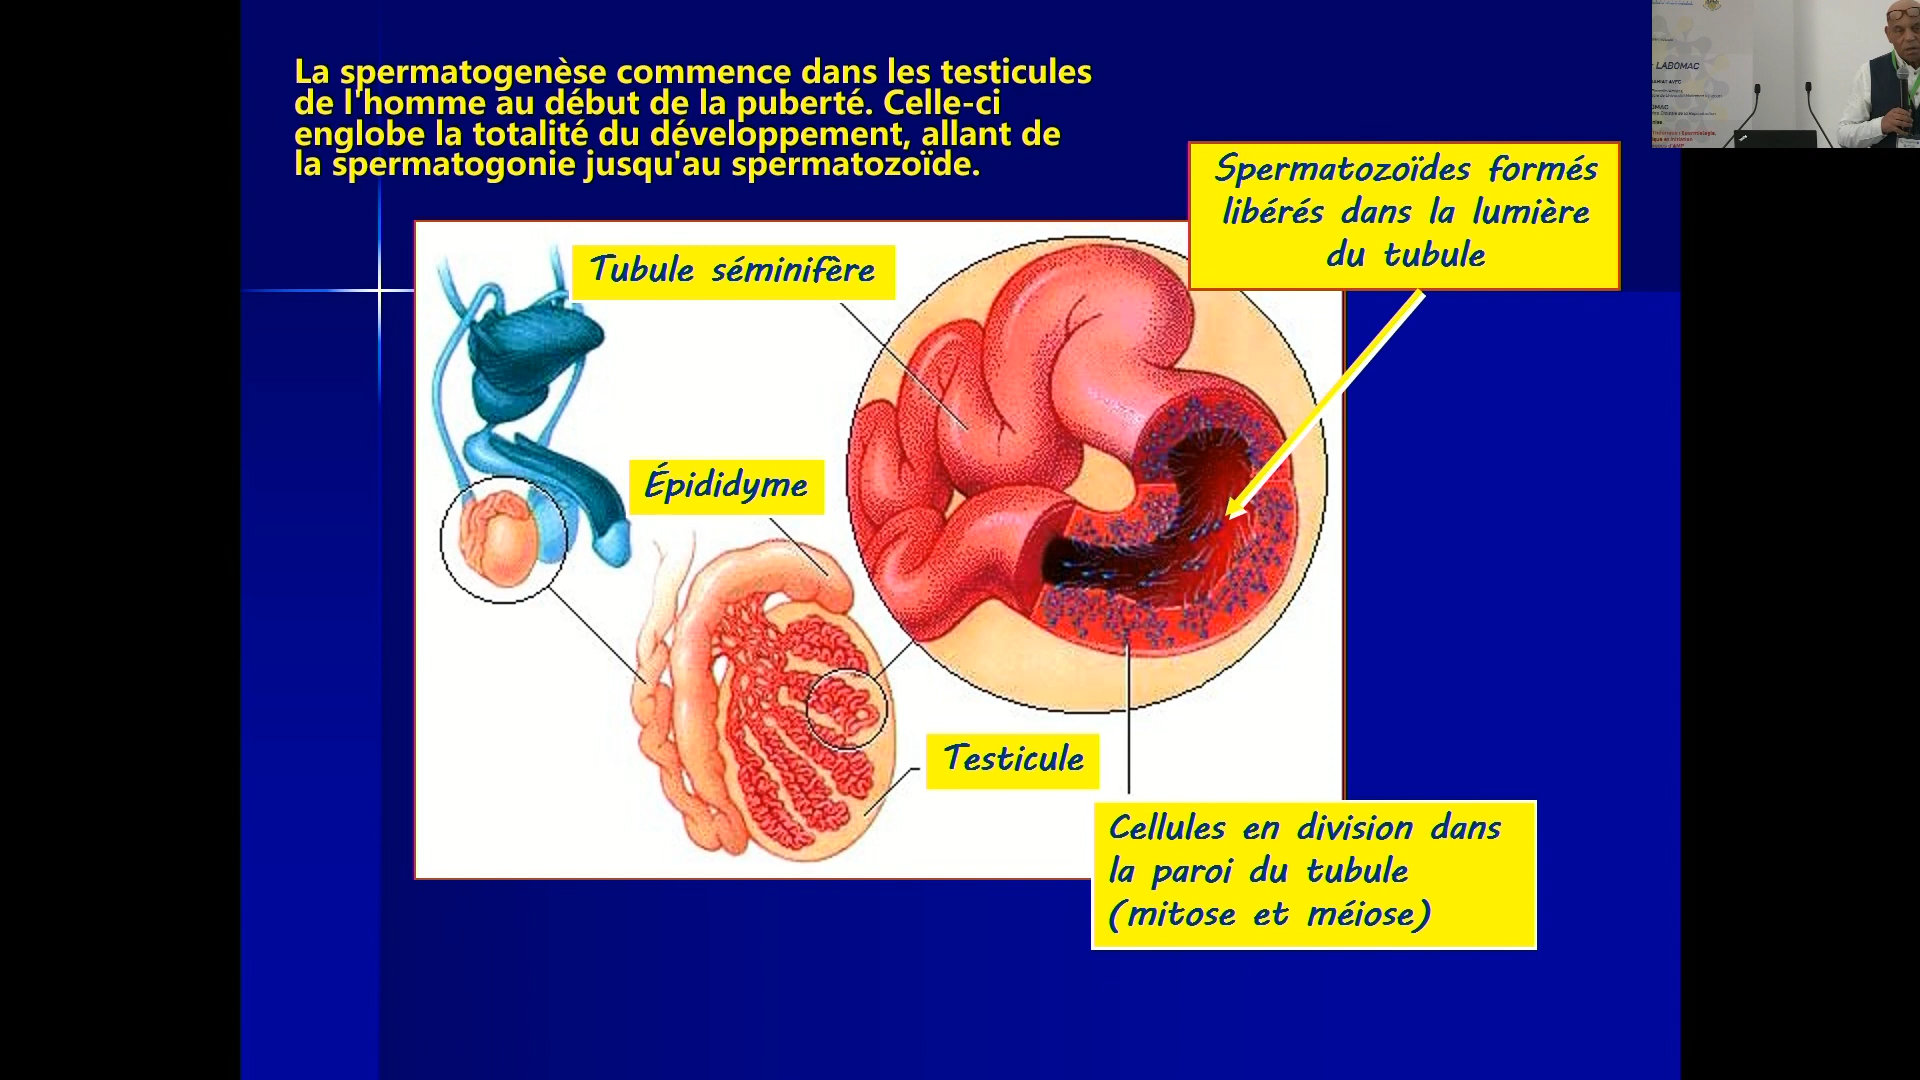 La spermatogenèse commence dans les testicules
de l'homme au début de la puberté. Celle-ci
englobe la totalité du développement, allant de
la spermatogonie jusqu'au spermatozoïde.
Spermatozoïdes formés
libérés dans la lumière
du tubule
Tubule séminifère
Épididyme
Testicule
Cellules en division dans
la paroi du tubule
(mitose et méiose)
LABOMAC